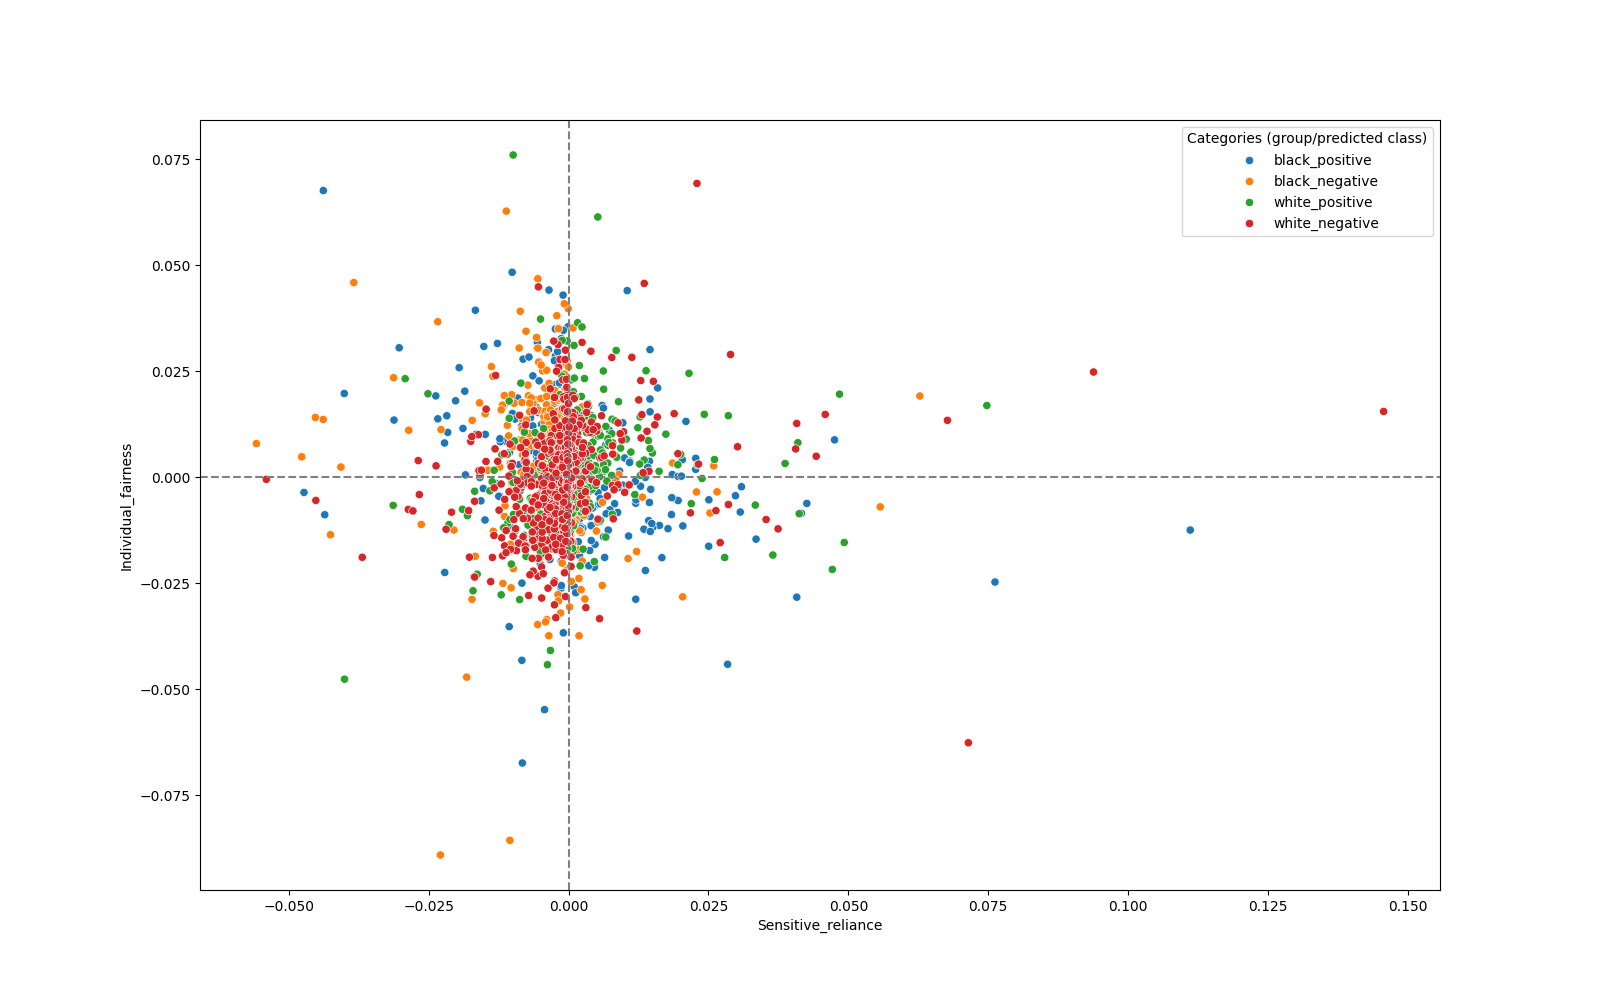 Categories (group/predicted class)
black_positive
black_negative
white_positive
white_negative
0.075
0.050
0.025
0.000
−0.025
−0.050
−0.075
Individual_fairness
−0.050
−0.025
0.000
0.025
0.050
0.075
0.100
0.125
0.150
Sensitive_reliance